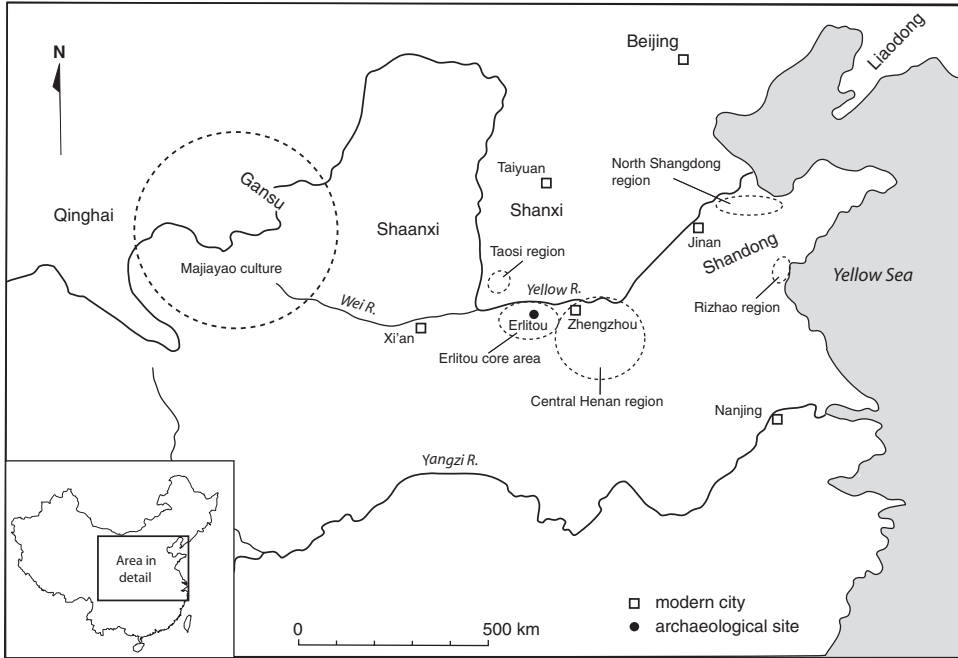 Liaodong
Beijing
N
North Shangdong
region
Taiyuan
Gansu
Qinghai
Shaanxi
Shanxi
Jinan
Shandong
Taosi region
Majiayao culture
Yellow Sea
Yellow R.
Wei R.
Rizhao region
Erlitou
Zhengzhou
Xi'an
Erlitou core area
Central Henan region
Nanjing
Yangzi R.
Area in
detail
modern city
archaeological site
0
500 km